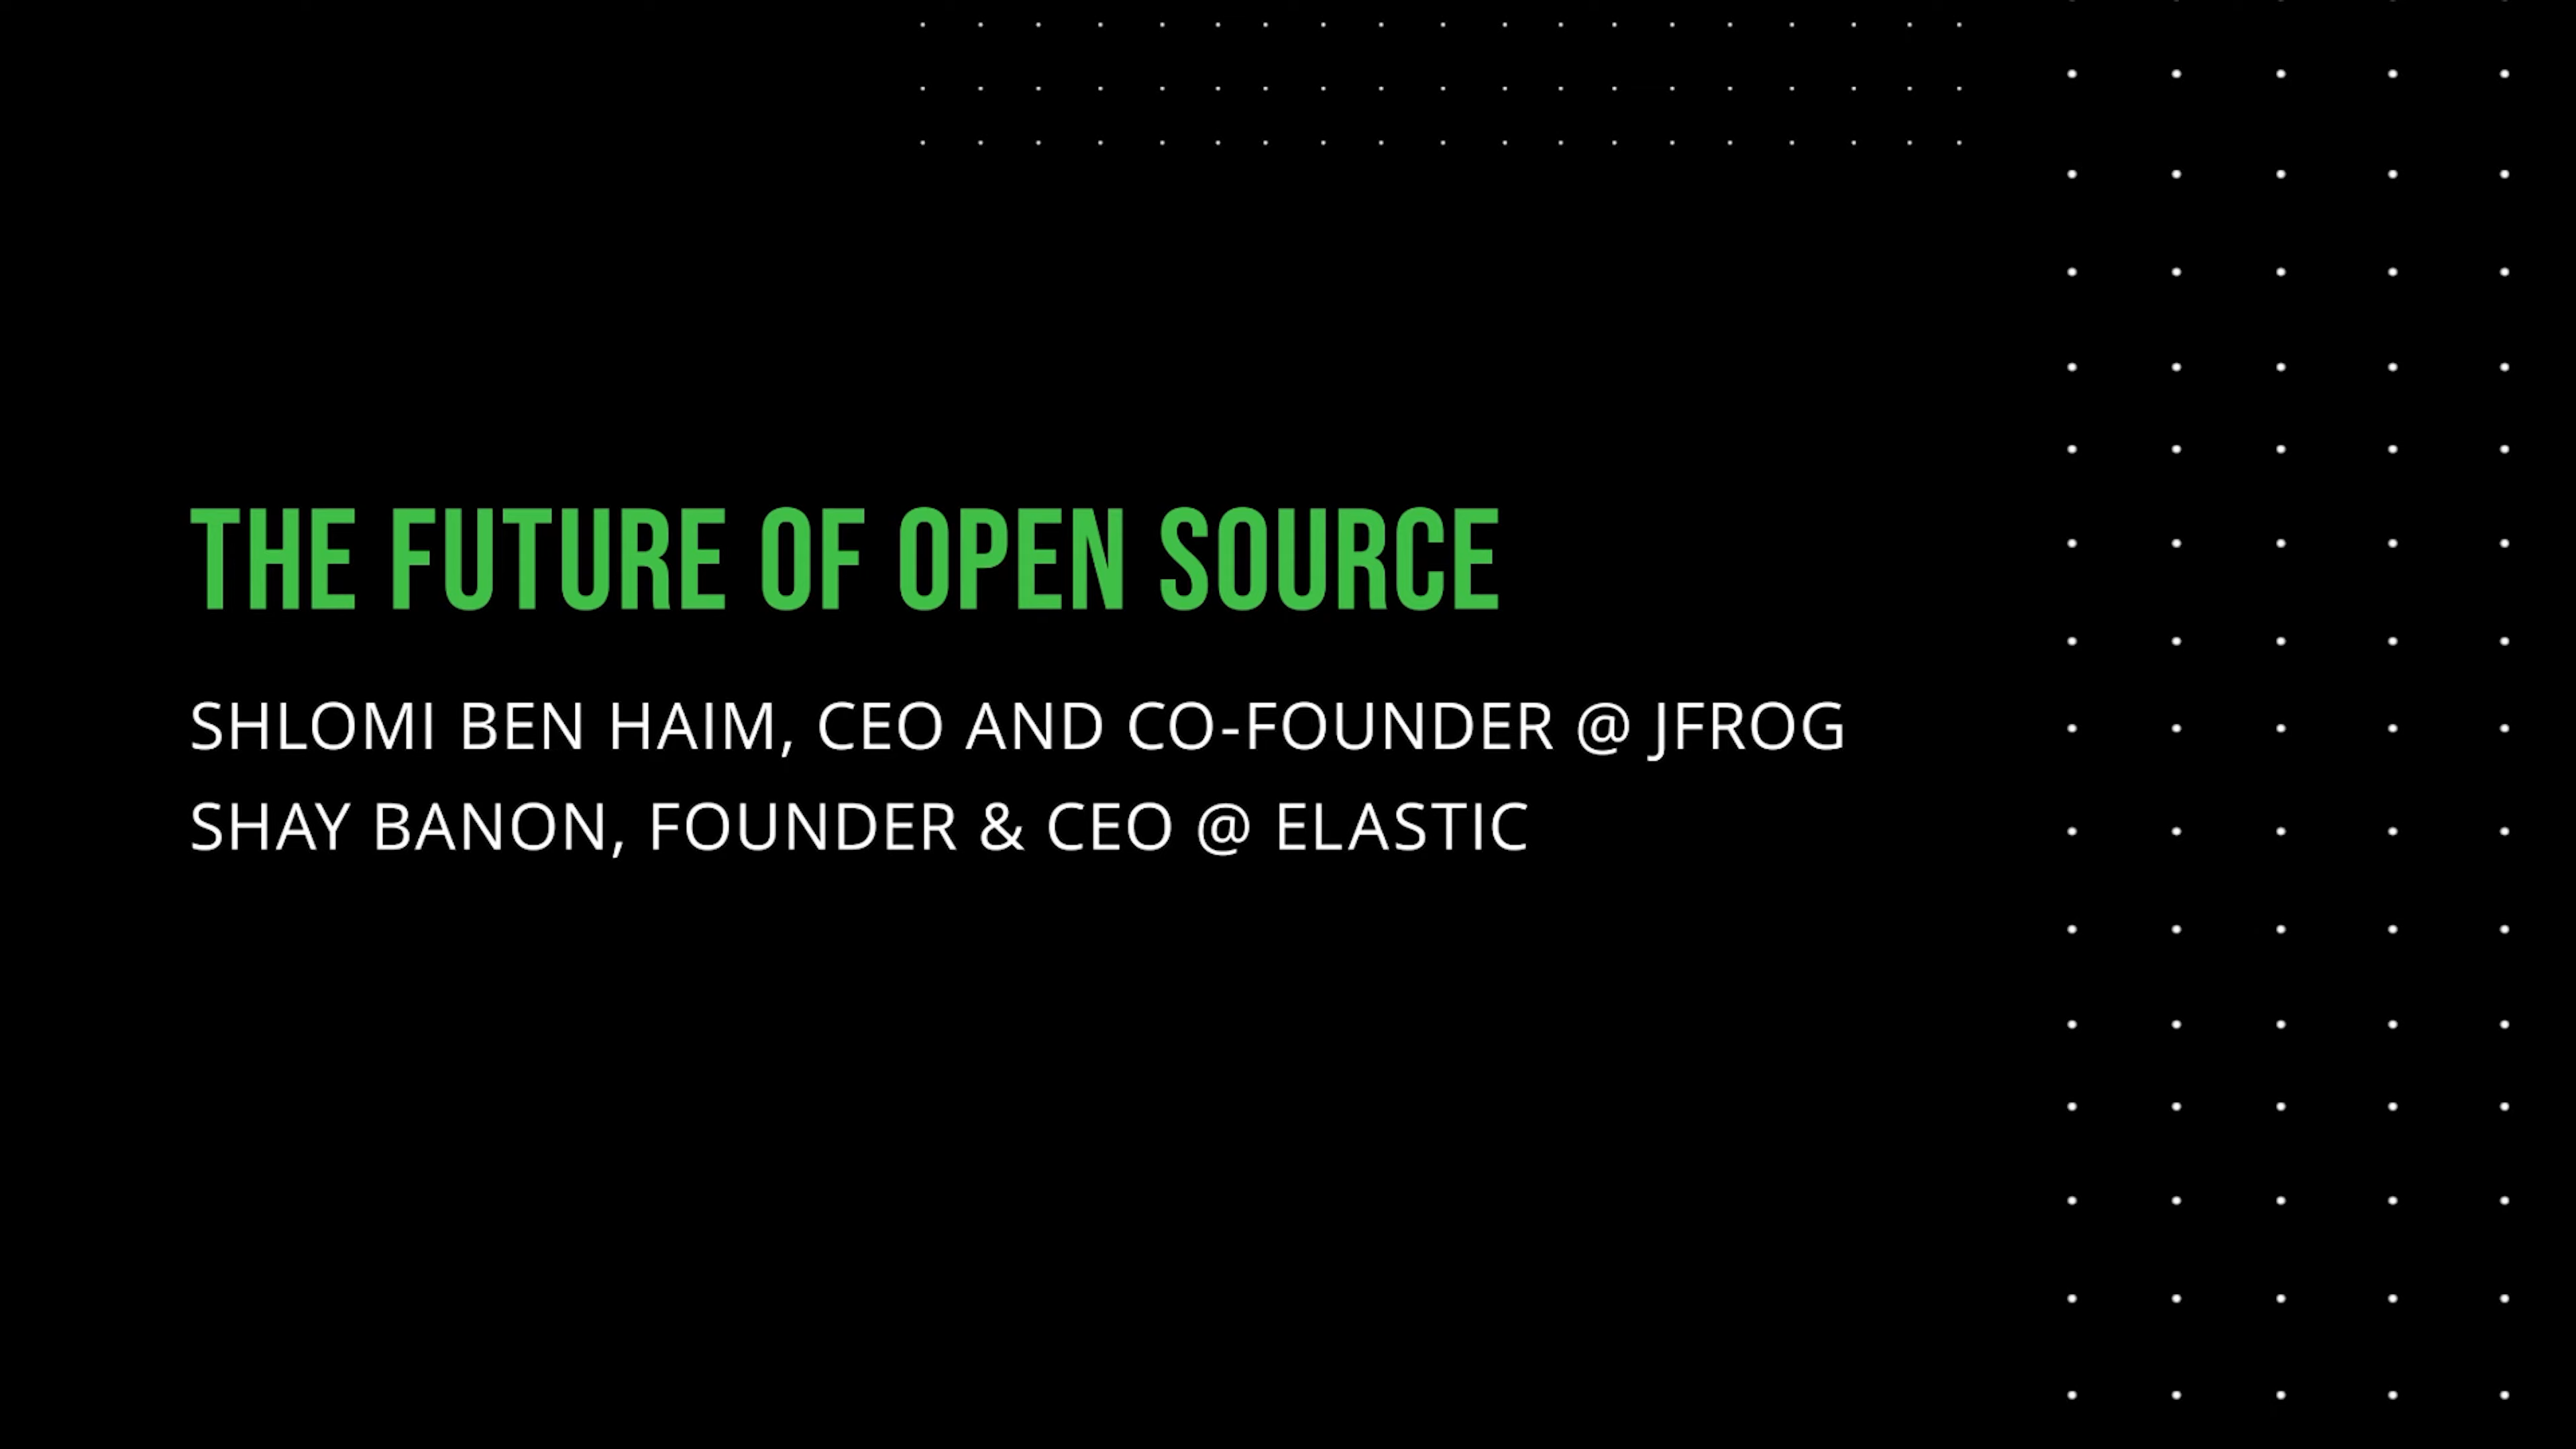 THE FUTURE OF OPEN SOURCE
SHLOMI BEN HAIM, CEO AND CO-FOUNDER @ JFROG
SHAY BANON, FOUNDER & CEO @ ELASTIC